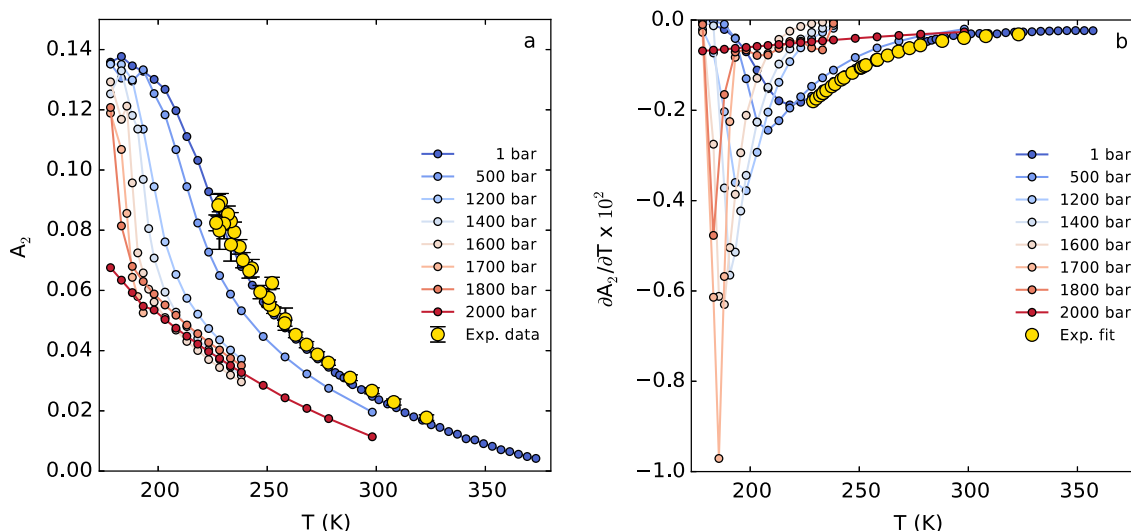 a
0.14
0.12
0.10
0.08
0.06
0.04
0.02
0.00
A₂
1 bar
500 bar
1200 bar
1400 bar
1600 bar
1700 bar
1800 bar
2000 bar
Exp. data
200 250 300 350
T (K)
b
0.0
−0.2
−0.4
−0.6
−0.8
−1.0
∂A₂/∂T x 10²
1 bar
500 bar
1200 bar
1400 bar
1600 bar
1700 bar
1800 bar
2000 bar
Exp. fit
200 250 300 350
T (K)